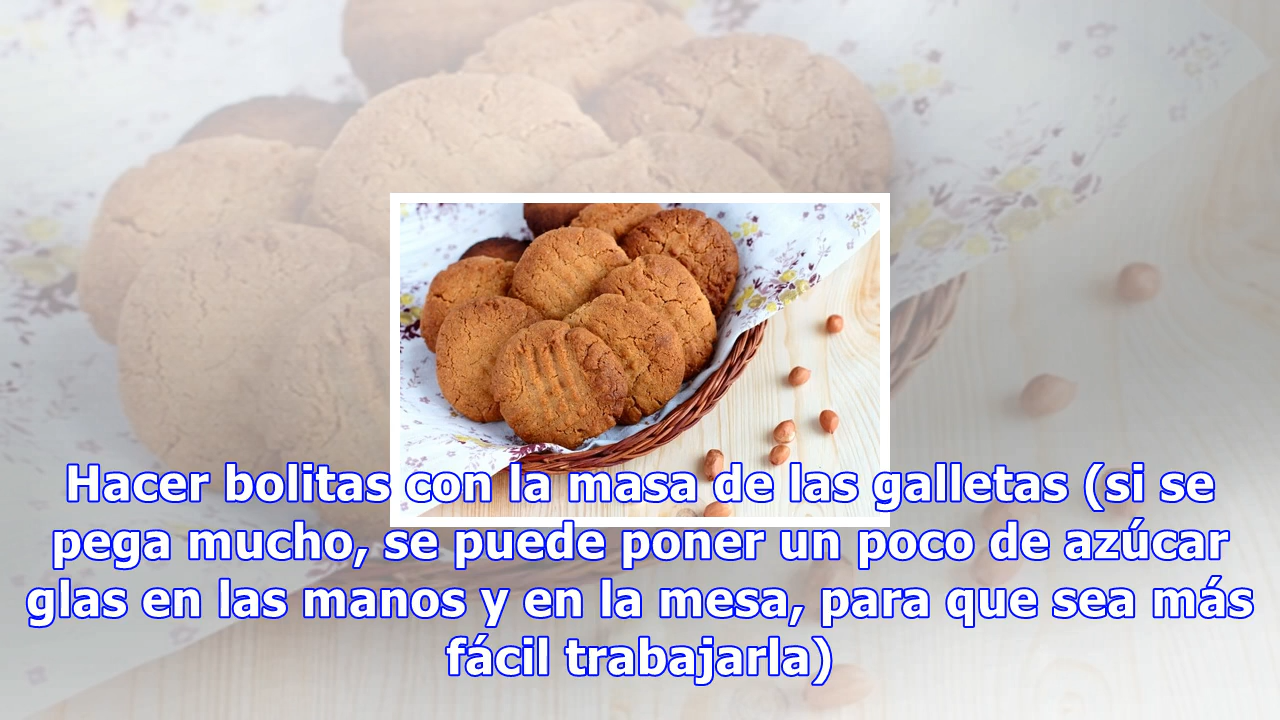 Hacer bolitas con la masa de las galletas (si se
pega mucho, se puede poner un poco de azúcar
glas en las manos y en la mesa, para que sea más
fácil trabajarla)